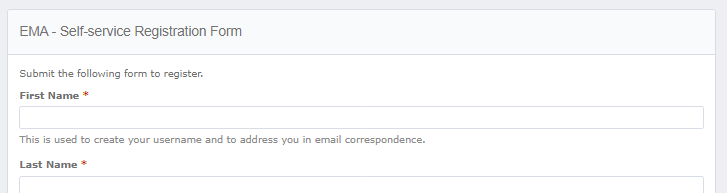 EMA - Self-service Registration Form
Submit the following form to register.
First Name *
This is used to create your username and to address you in email correspondence.
Last Name *